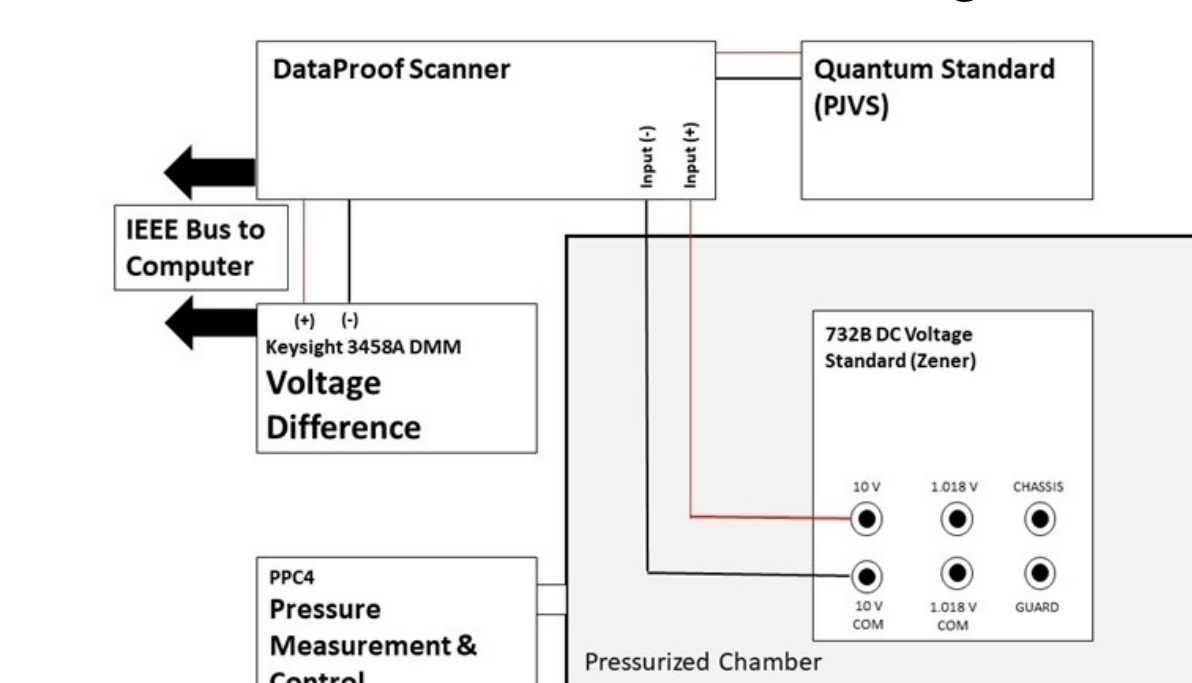 DataProof Scanner
Quantum Standard
(PJVS)
Input (-)
Input (+)
IEEE Bus to
Computer
(+) (-)
Keysight 3458A DMM
Voltage
Difference
732B DC Voltage
Standard (Zener)
10 V 1.018 V CHASSIS
10 V 1.018 V GUARD
COM COM
PPC4
Pressure
Measurement &
Control
Pressurized Chamber